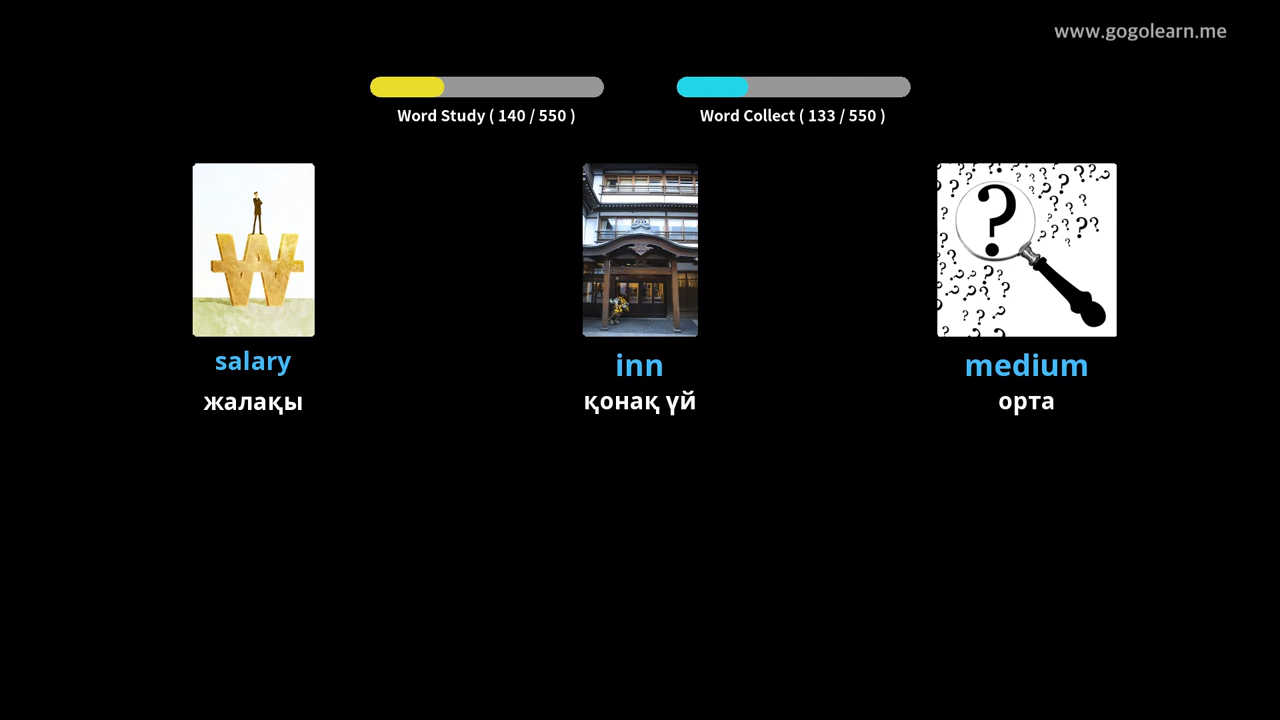 www.gogolearn.me
Word Study ( 140 / 550 )
Word Collect ( 133 / 550 )
salary
inn
medium
жалақы
қонақ үй
орта